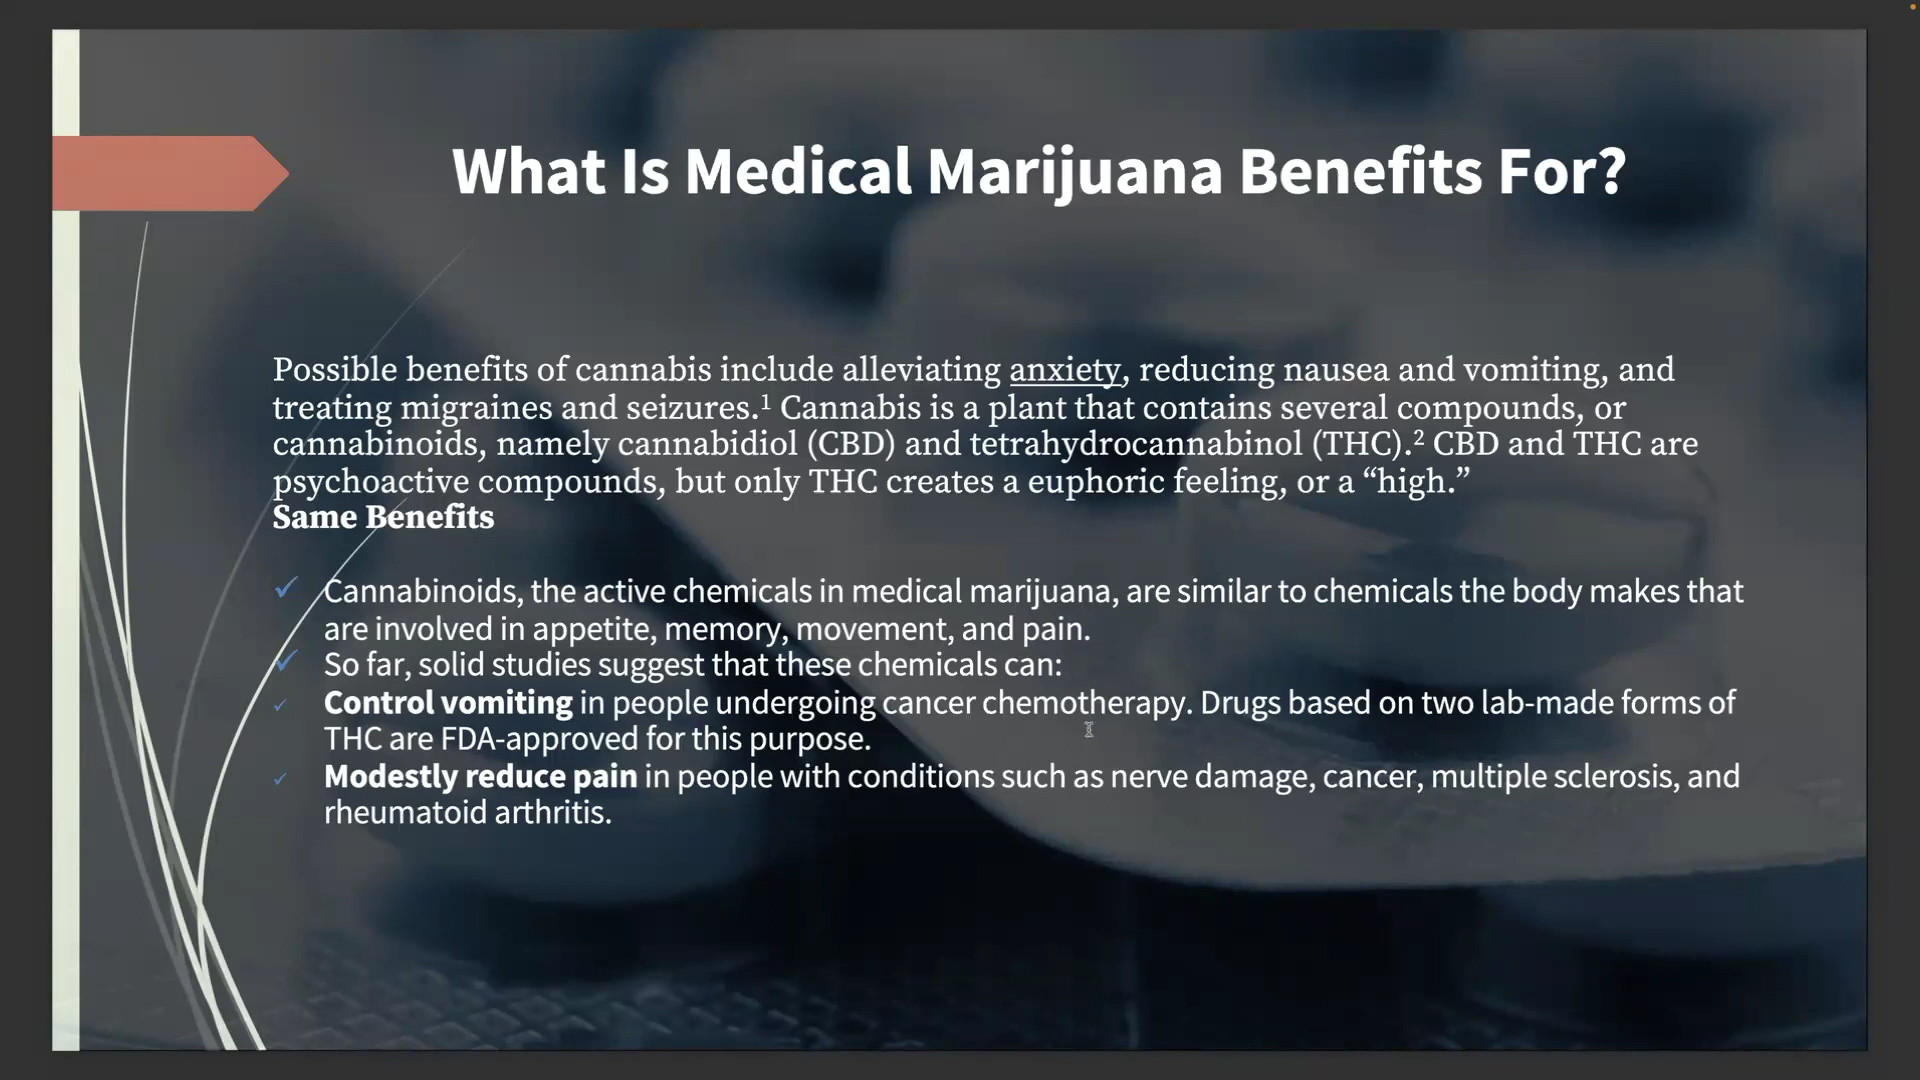 What Is Medical Marijuana Benefits For?
Possible benefits of cannabis include alleviating anxiety, reducing nausea and vomiting, and
treating migraines and seizures.¹ Cannabis is a plant that contains several compounds, or
cannabinoids, namely cannabidiol (CBD) and tetrahydrocannabinol (THC).² CBD and THC are
psychoactive compounds, but only THC creates a euphoric feeling, or a “high.”
Same Benefits
✓ Cannabinoids, the active chemicals in medical marijuana, are similar to chemicals the body makes that
are involved in appetite, memory, movement, and pain.
✓ So far, solid studies suggest that these chemicals can:
✓ Control vomiting in people undergoing cancer chemotherapy. Drugs based on two lab-made forms of
THC are FDA-approved for this purpose.
✓ Modestly reduce pain in people with conditions such as nerve damage, cancer, multiple sclerosis, and
rheumatoid arthritis.